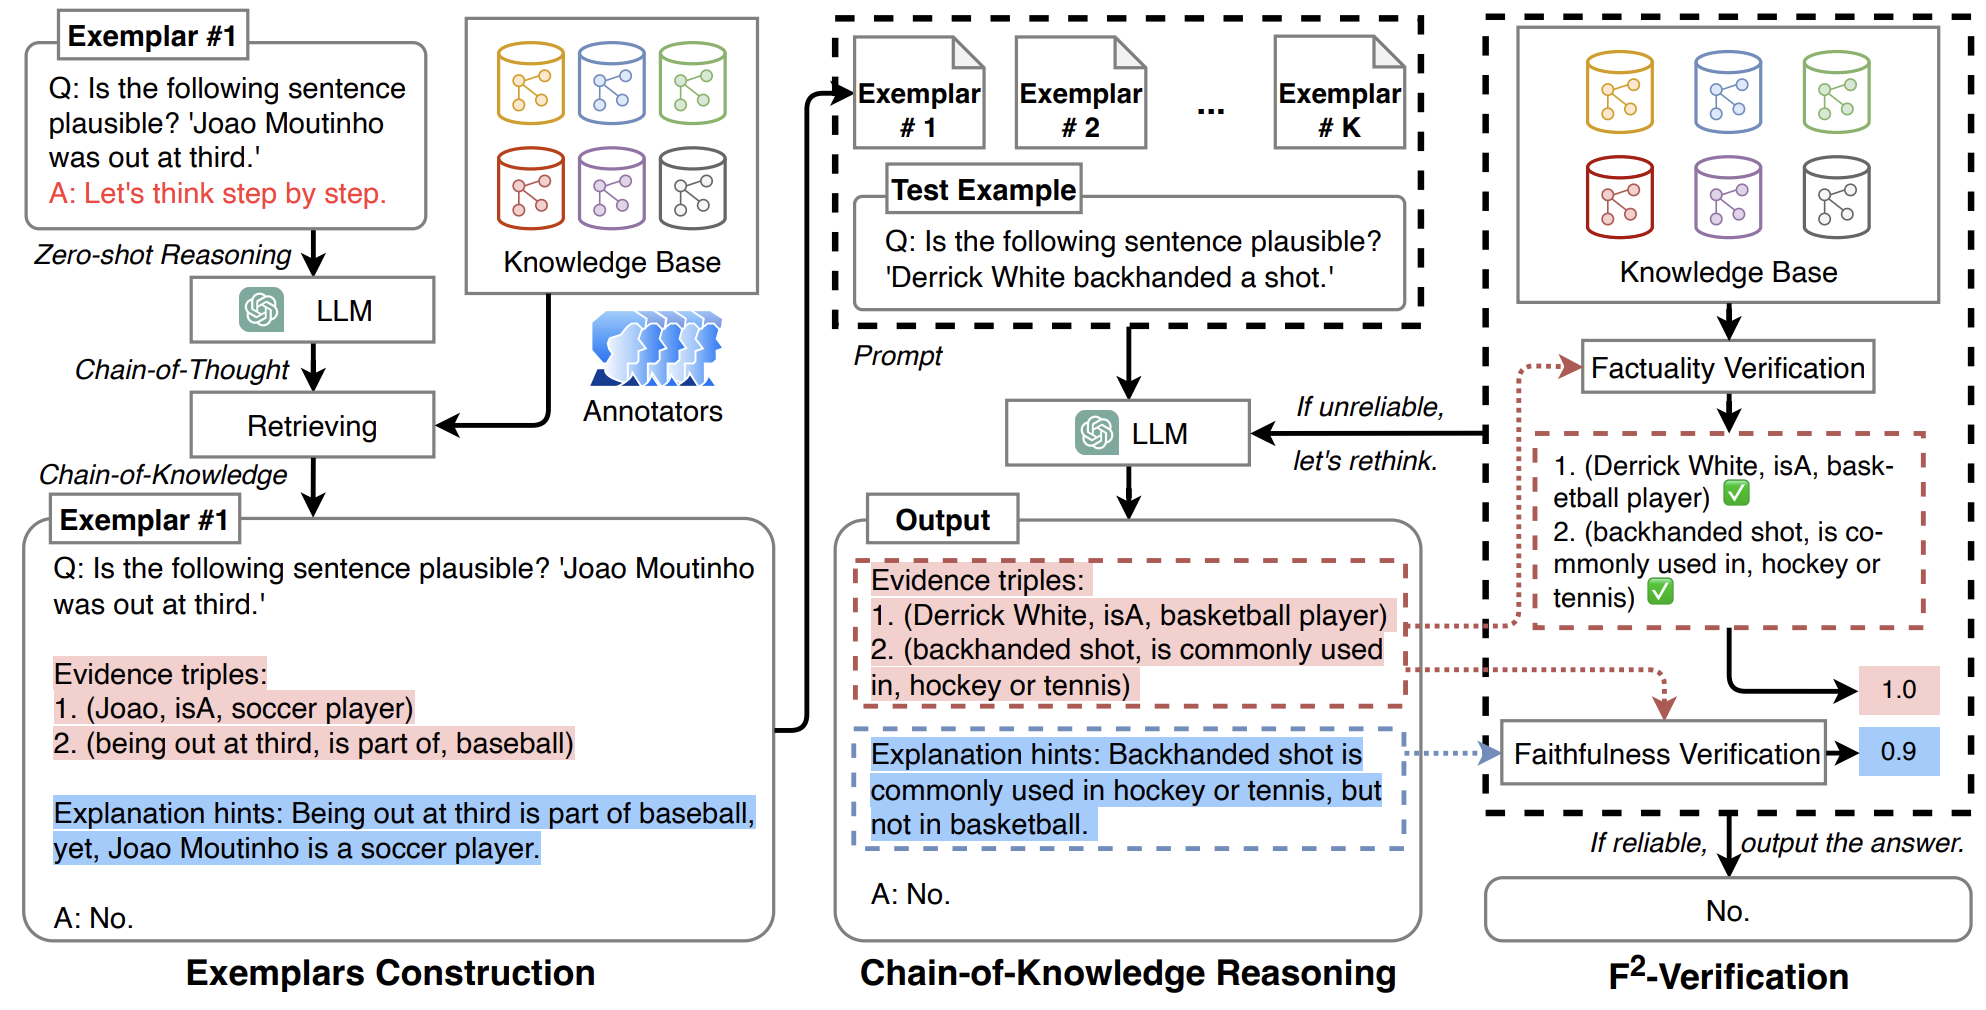 Exemplar #1
Q: Is the following sentence
plausible? 'Joao Moutinho
was out at third.'
A: Let's think step by step.
Zero-shot Reasoning
LLM
Chain-of-Thought
Retrieving
Chain-of-Knowledge
Knowledge Base
Annotators
Exemplar #1
Q: Is the following sentence plausible? 'Joao Moutinho
was out at third.'
Evidence triples:
1. (Joao, isA, soccer player)
2. (being out at third, is part of, baseball)
Explanation hints: Being out at third is part of baseball,
yet, Joao Moutinho is a soccer player.
A: No.
Exemplars Construction
Exemplar
# 1
Exemplar
# 2
...
Exemplar
# K
Test Example
Q: Is the following sentence plausible?
'Derrick White backhanded a shot.'
Prompt
LLM
If unreliable,
let's rethink.
Output
Evidence triples:
1. (Derrick White, isA, basketball player)
2. (backhanded shot, is commonly used
in, hockey or tennis)
Explanation hints: Backhanded shot is
commonly used in hockey or tennis, but
not in basketball.
A: No.
Chain-of-Knowledge Reasoning
Knowledge Base
Factuality Verification
1. (Derrick White, isA, bask-
etball player)
2. (backhanded shot, is co-
mmonly used in, hockey or
tennis)
1.0
Faithfulness Verification
0.9
If reliable, output the answer.
No.
F²-Verification